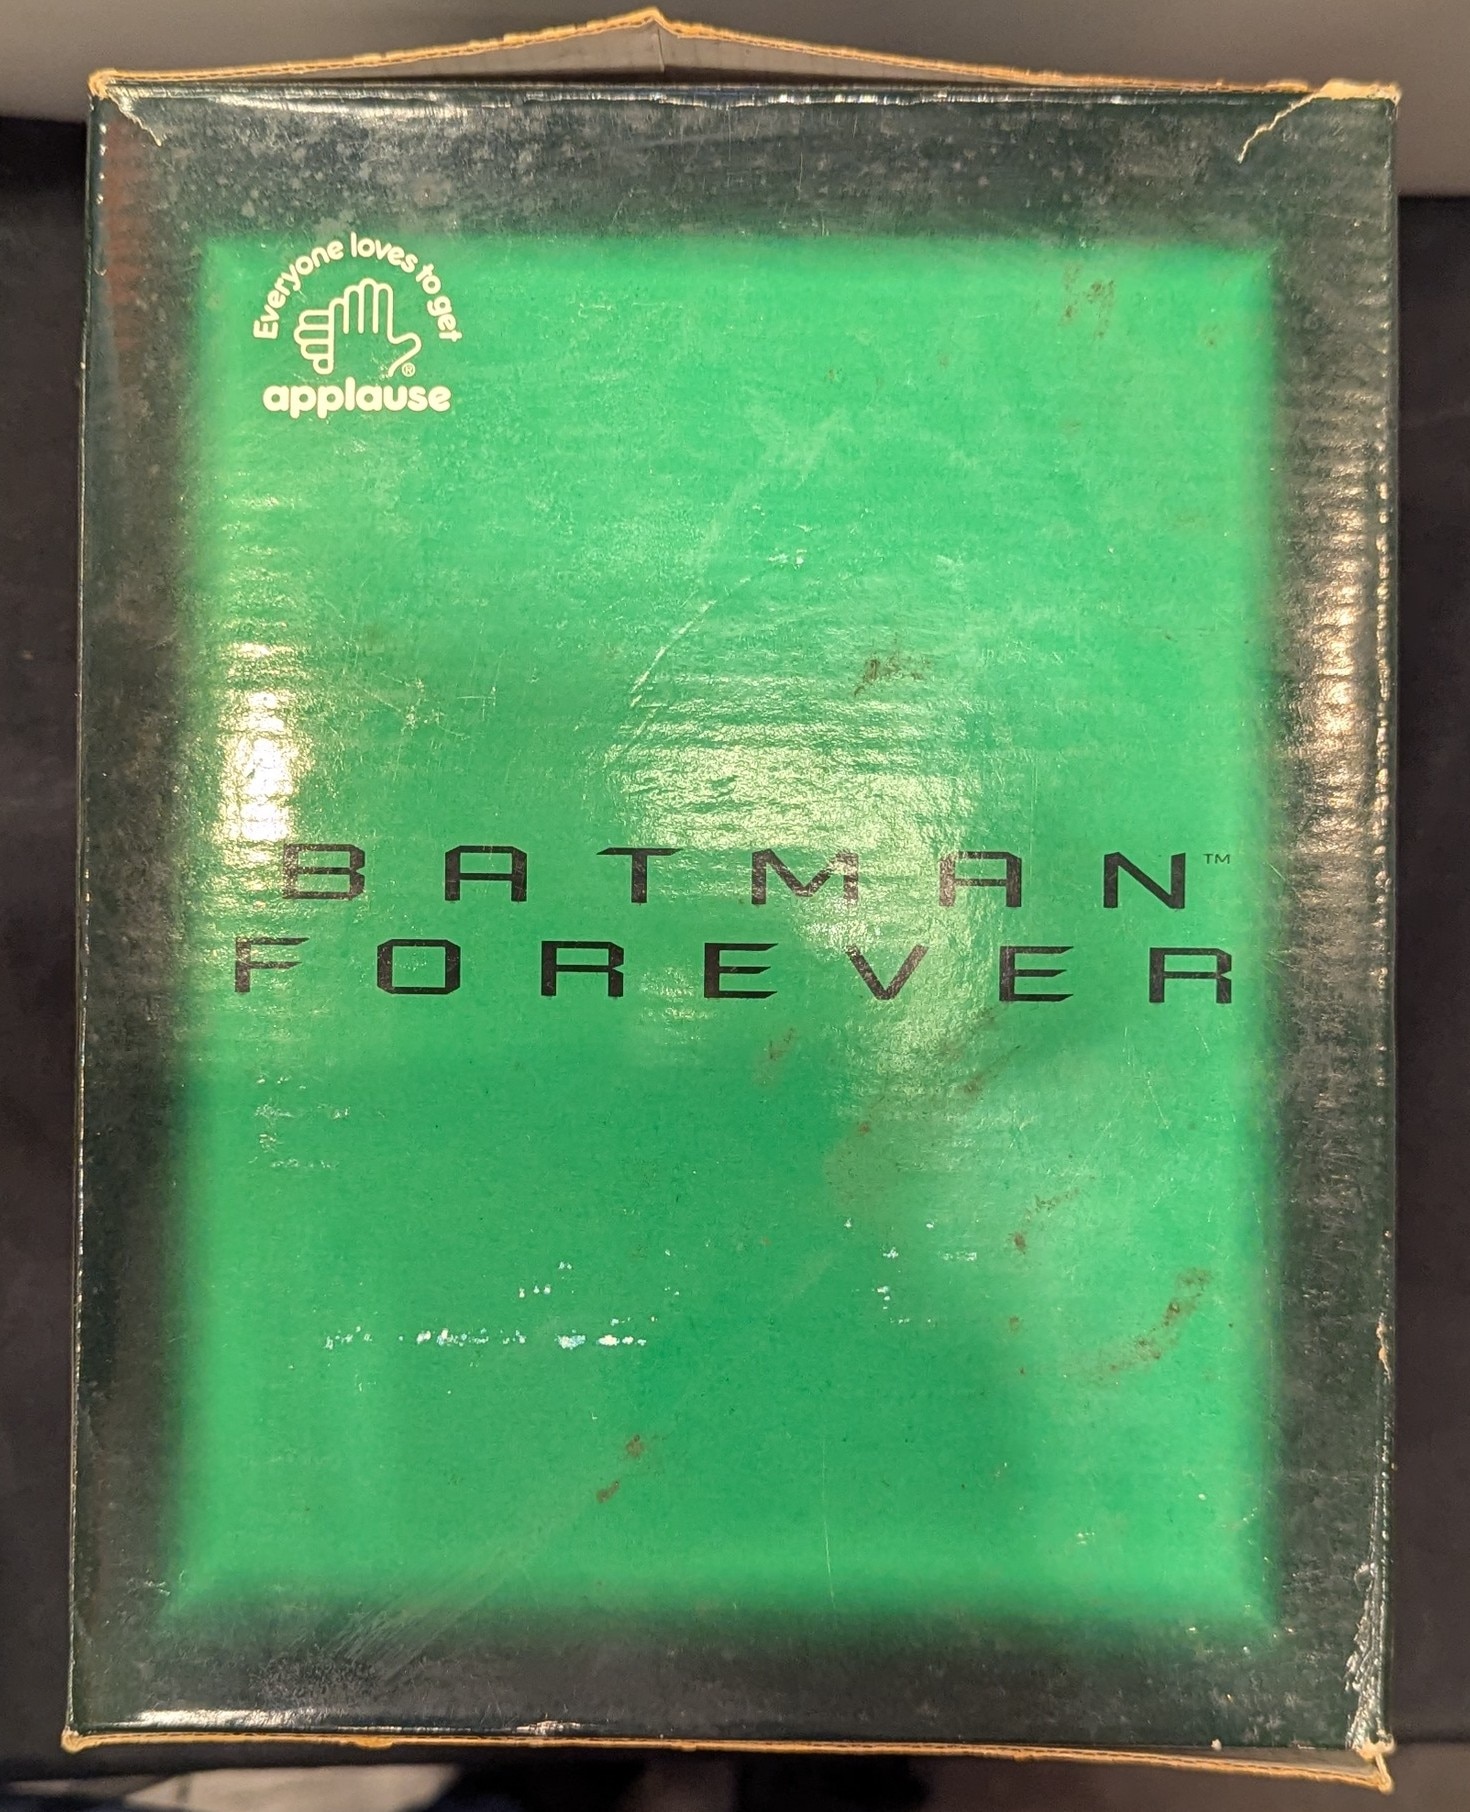 Everyone loves to get
®
applause
BATMAN™
FOREVER